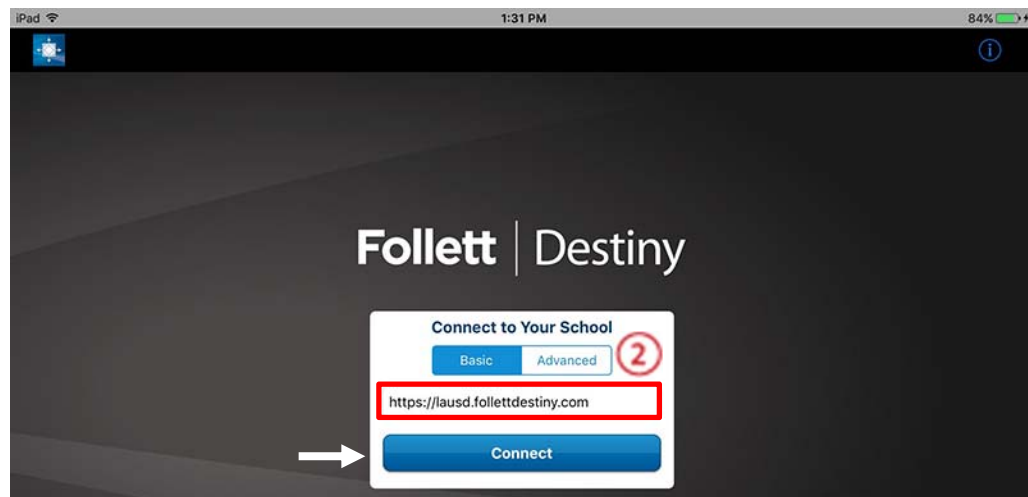 iPad 1:31 PM 84%
Follett | Destiny
Connect to Your School
Basic Advanced ②
https://lausd.follettdestiny.com
Connect